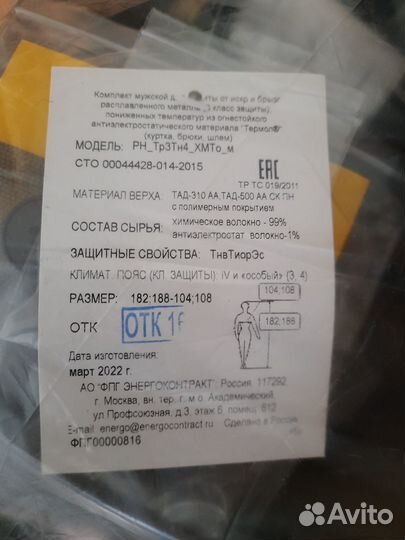 Комплект мужской д иты от искр и брызг
расплавленного металла ( класс защиты),
пониженных температур из огнестойкого
антиэлектростатического материала "Термол®"
(куртка, брюки, шлем)
МОДЕЛЬ: РН_Тр3Тн4_ХМТо_м
СТО 00044428-014-2015
ЕАС
ТР ТС 019/2011
МАТЕРИАЛ ВЕРХА: ТАД-310 АА,ТАД-500 АА СК ПН
с полимерным покрытием
СОСТАВ СЫРЬЯ: химическое волокно - 99%
антиэлектростат. волокно-1%
ЗАЩИТНЫЕ СВОЙСТВА: ТнвТиорЭс
КЛИМАТ. ПОЯС (КЛ. ЗАЩИТЫ): IV и «особый» (3, 4)
РАЗМЕР: 182;188-104;108
104;108
182;188
ОТК ОТК 1
Дата изготовления:
март 2022 г.
АО "ФПГ ЭНЕРГОКОНТРАКТ", Россия, 117292,
г. Москва, вн. тер. г. м.о. Академический,
ул.Профсоюзная, д.3, этаж 5, помещ. 612
E-mail: energo@energocontract.ru Сделано в России
ФПГ00000816
Avito